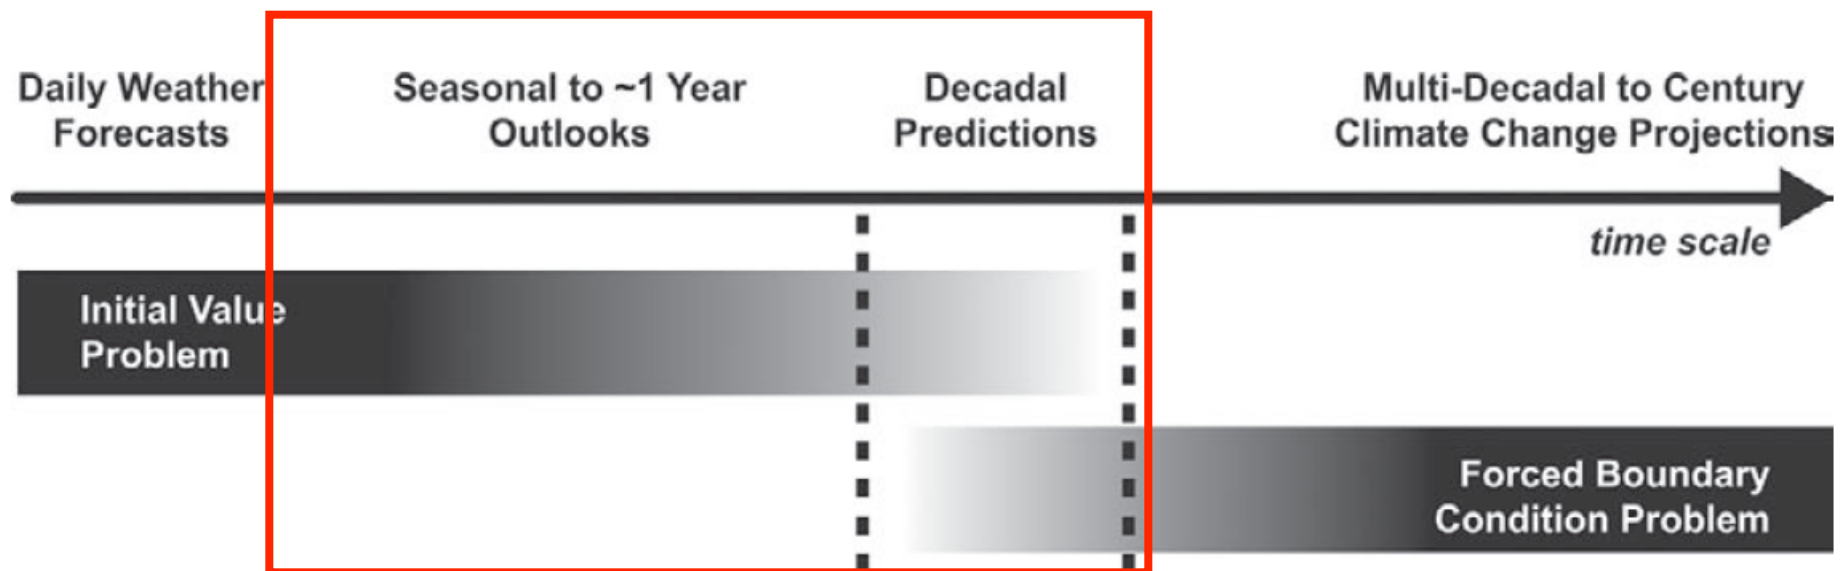 Daily Weather
Forecasts
Seasonal to ~1 Year
Outlooks
Decadal
Predictions
Multi-Decadal to Century
Climate Change Projections
time scale
Initial Value
Problem
Forced Boundary
Condition Problem